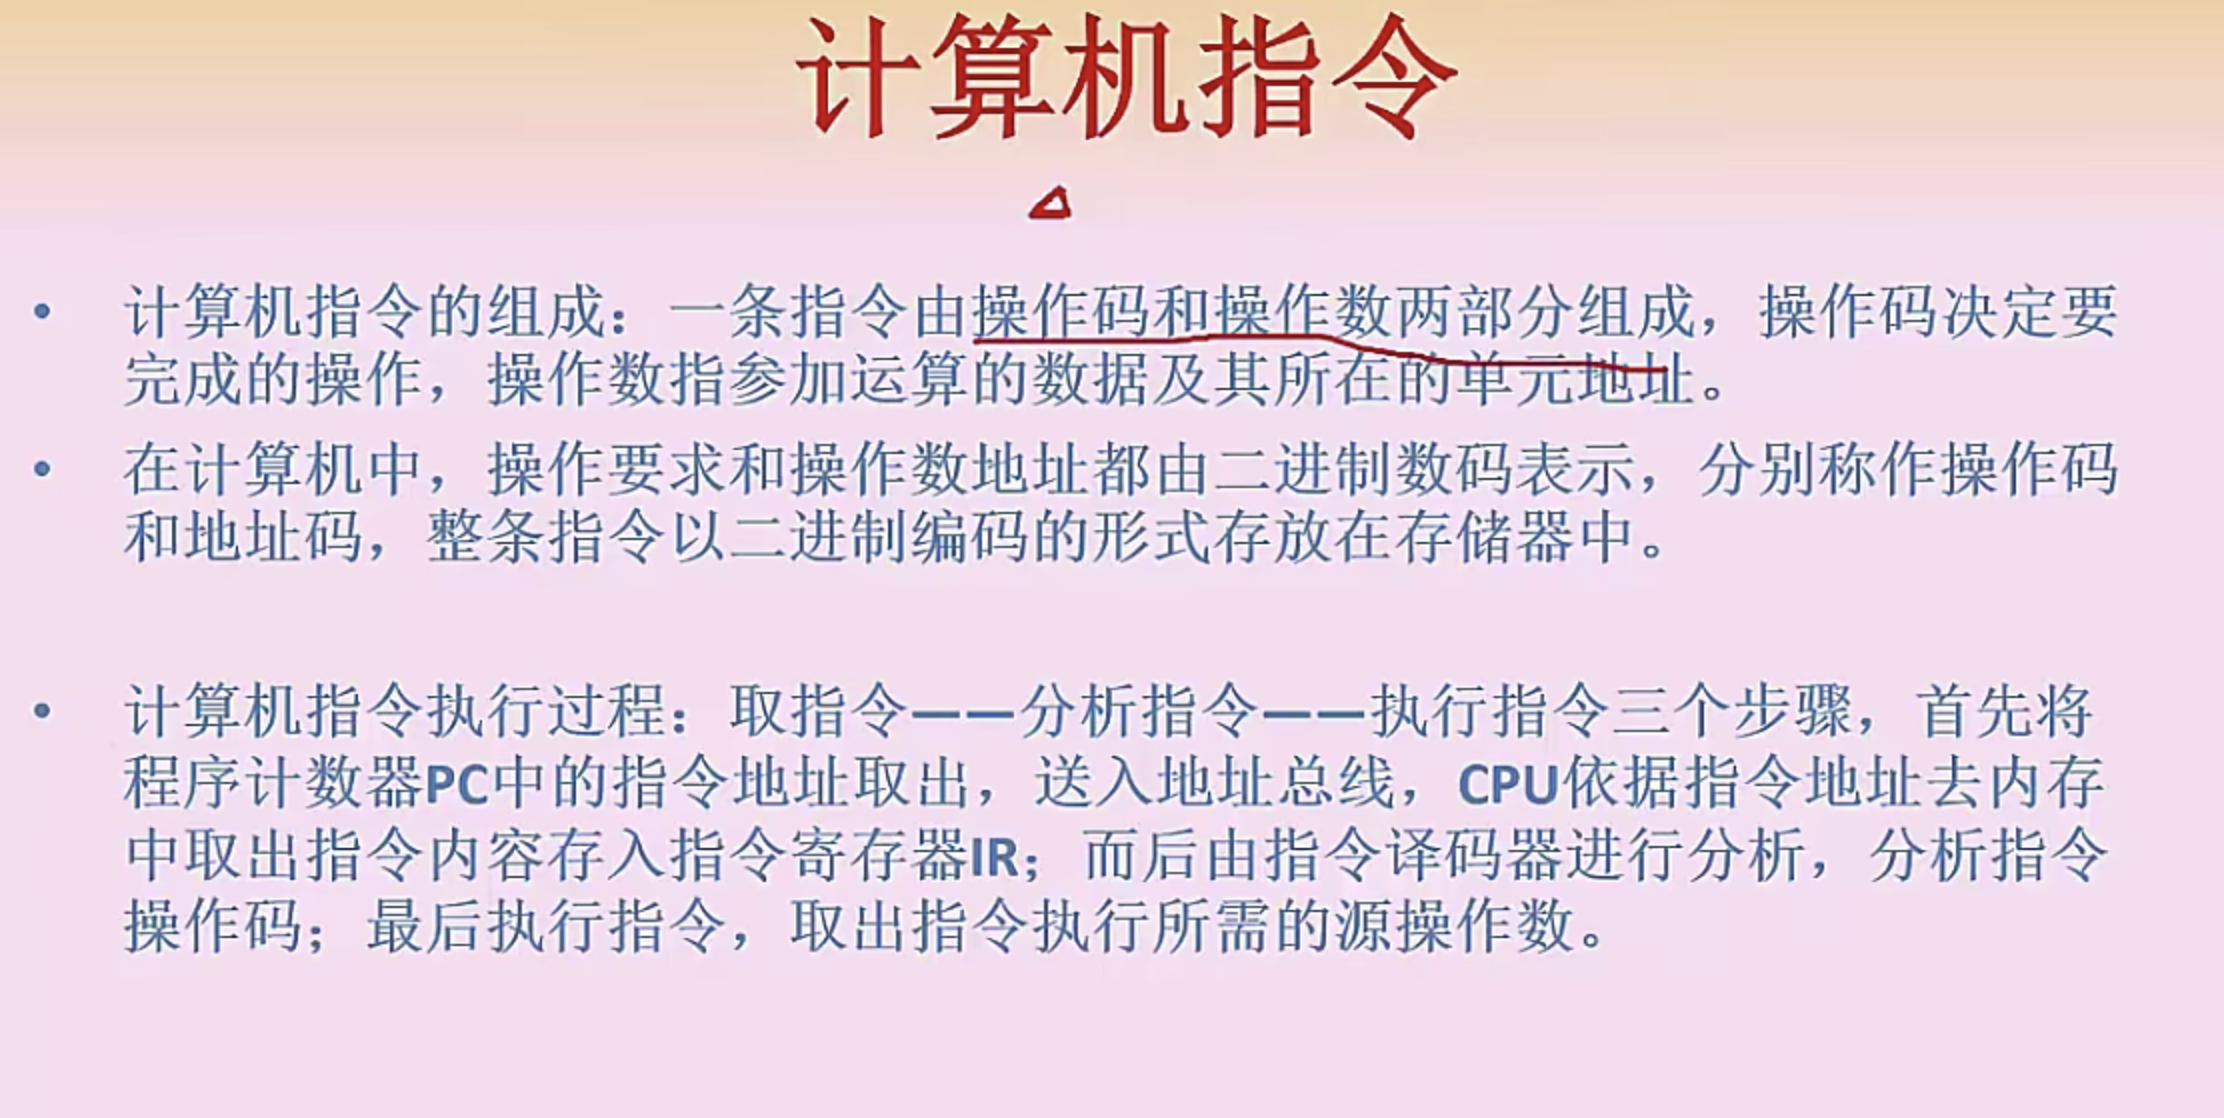 计算机指令
• 计算机指令的组成：一条指令由操作码和操作数两部分组成，操作码决定要
完成的操作，操作数指参加运算的数据及其所在的单元地址。
• 在计算机中，操作要求和操作数地址都由二进制数码表示，分别称作操作码
和地址码，整条指令以二进制编码的形式存放在存储器中。
• 计算机指令执行过程：取指令——分析指令——执行指令三个步骤，首先将
程序计数器PC中的指令地址取出，送入地址总线，CPU依据指令地址去内存
中取出指令内容存入指令寄存器IR；而后由指令译码器进行分析，分析指令
操作码；最后执行指令，取出指令执行所需的源操作数。